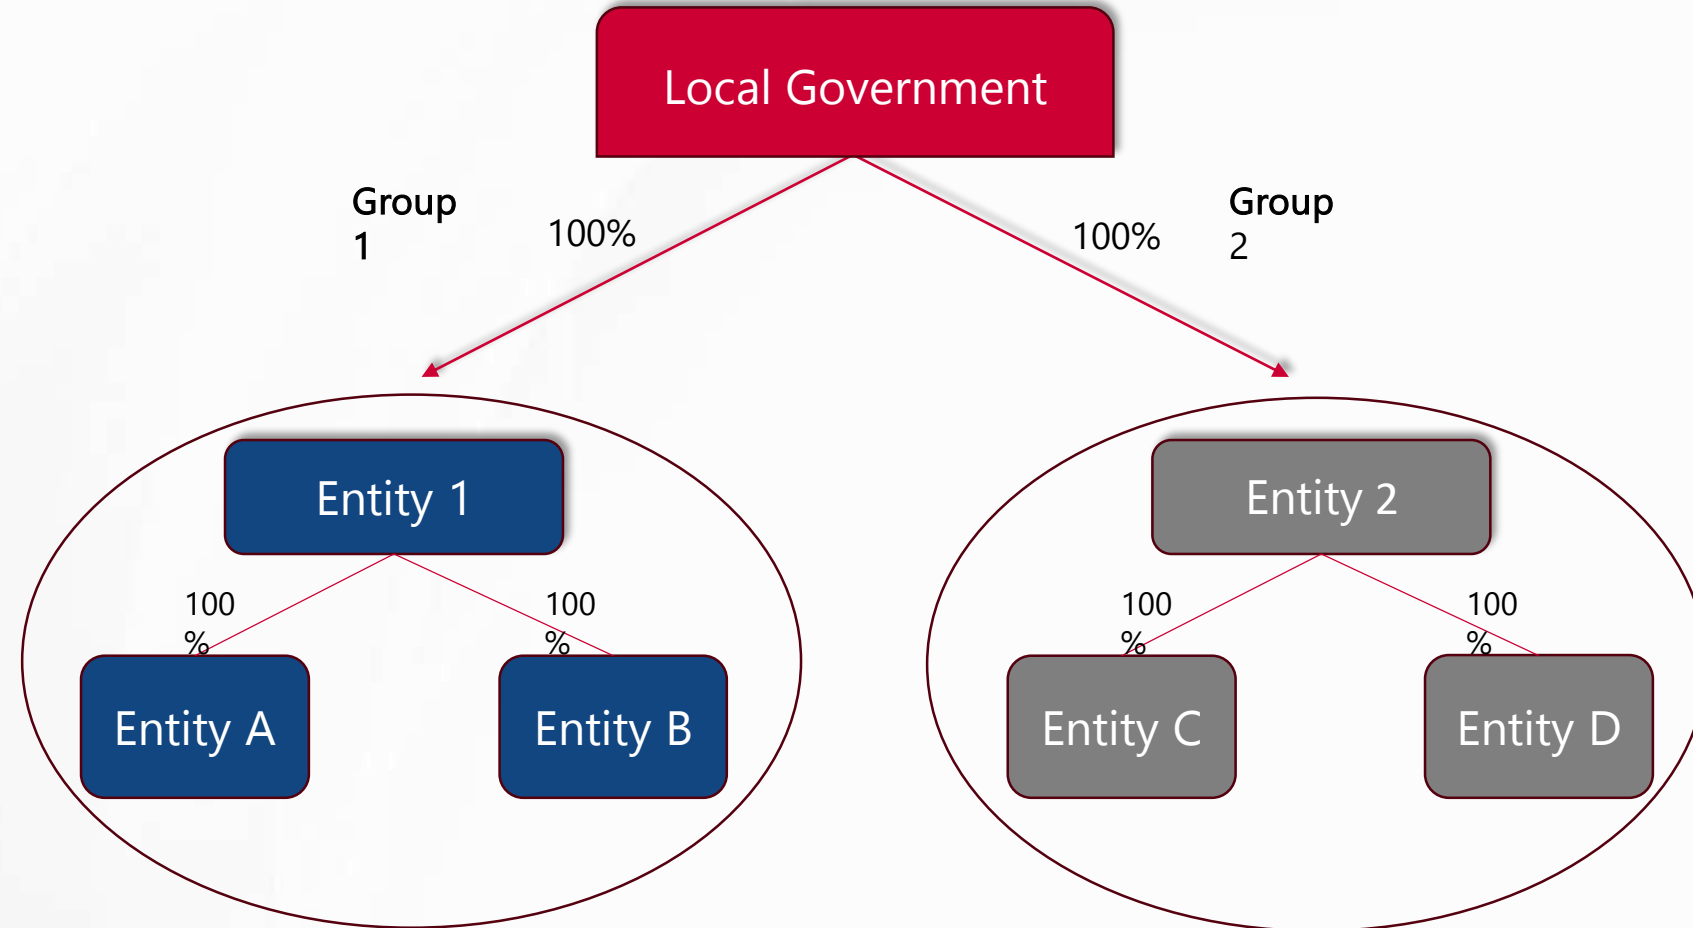 Local Government
Group
1
100%
100%
Group
2
Entity 1
Entity 2
100
%
100
%
100
%
100
%
Entity A
Entity B
Entity C
Entity D